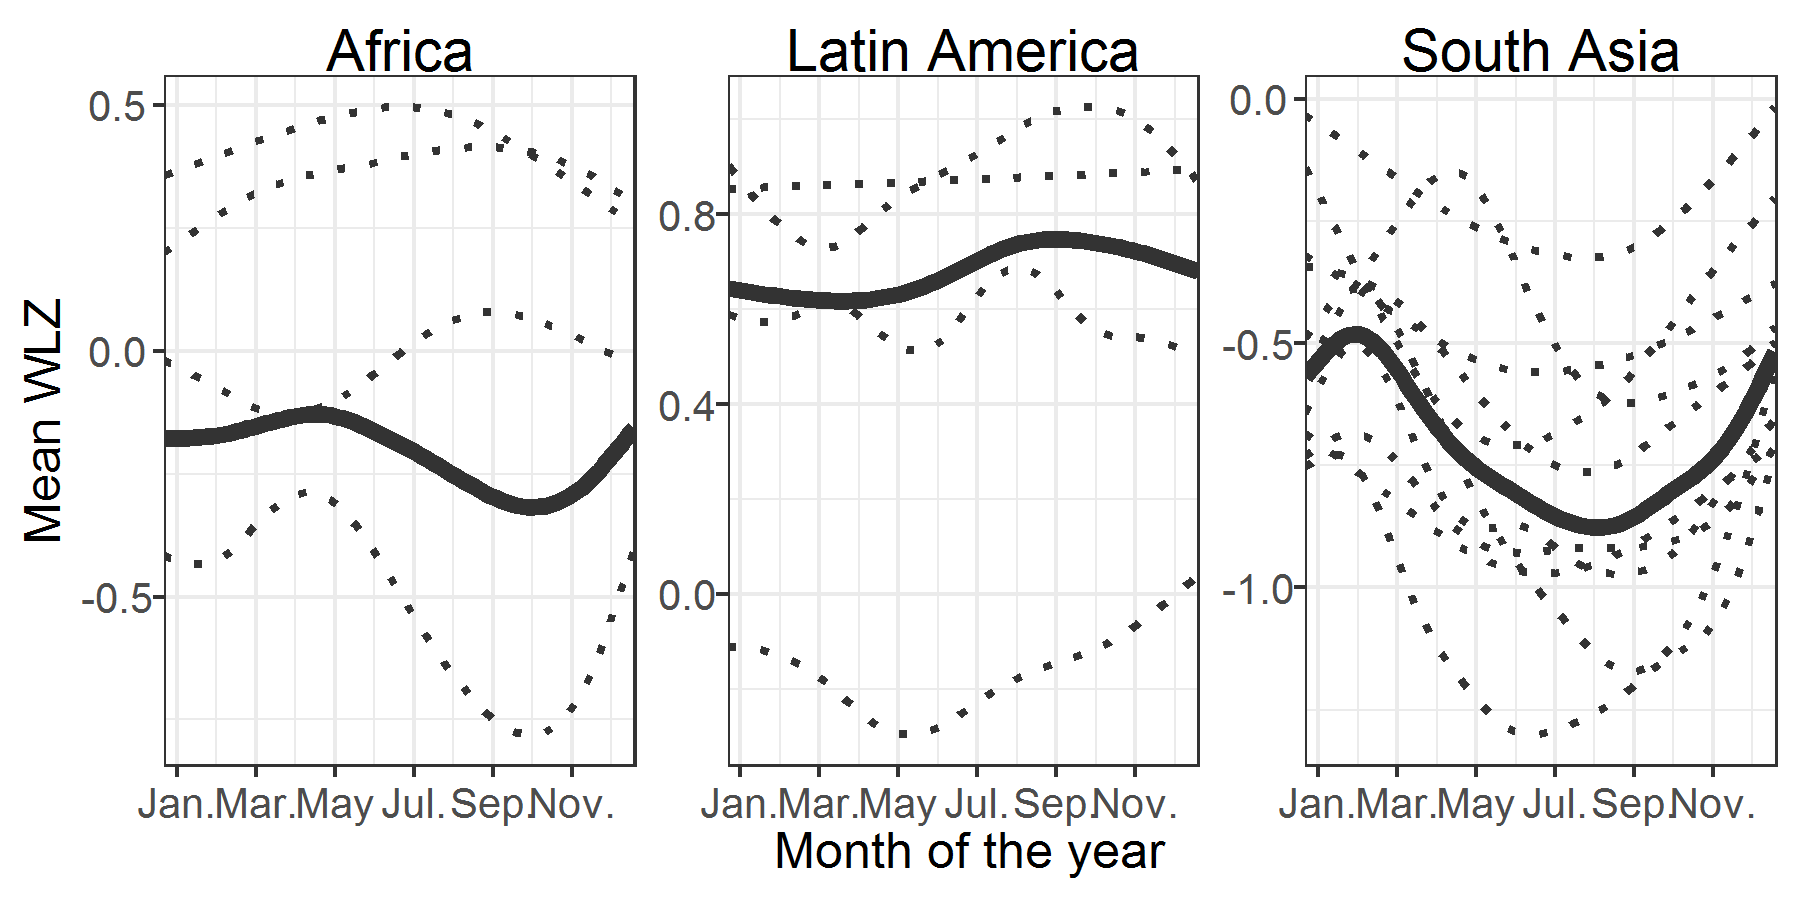 Africa
Latin America
South Asia
Mean WLZ
0.5
0.0
-0.5
0.8
0.4
0.0
0.0
-0.5
-1.0
Jan. Mar. May Jul. Sep. Nov.
Jan. Mar. May Jul. Sep. Nov.
Jan. Mar. May Jul. Sep. Nov.
Month of the year